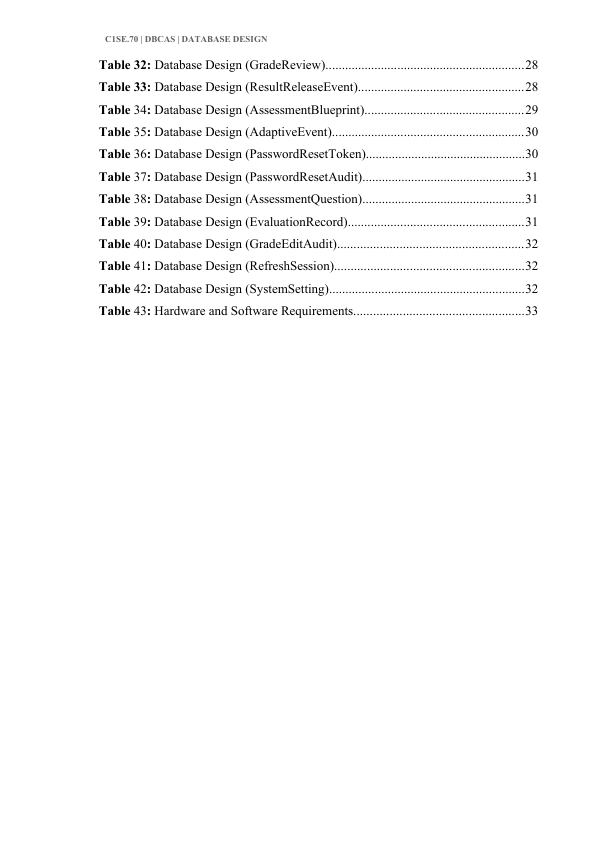 C1SE.70 | DBCAS | DATABASE DESIGN
Table 32: Database Design (GradeReview)............................................................28
Table 33: Database Design (ResultReleaseEvent)..................................................28
Table 34: Database Design (AssessmentBlueprint)................................................29
Table 35: Database Design (AdaptiveEvent)..........................................................30
Table 36: Database Design (PasswordResetToken)................................................30
Table 37: Database Design (PasswordResetAudit).................................................31
Table 38: Database Design (AssessmentQuestion).................................................31
Table 39: Database Design (EvaluationRecord).....................................................31
Table 40: Database Design (GradeEditAudit)........................................................32
Table 41: Database Design (RefreshSession).........................................................32
Table 42: Database Design (SystemSetting)...........................................................32
Table 43: Hardware and Software Requirements....................................................33